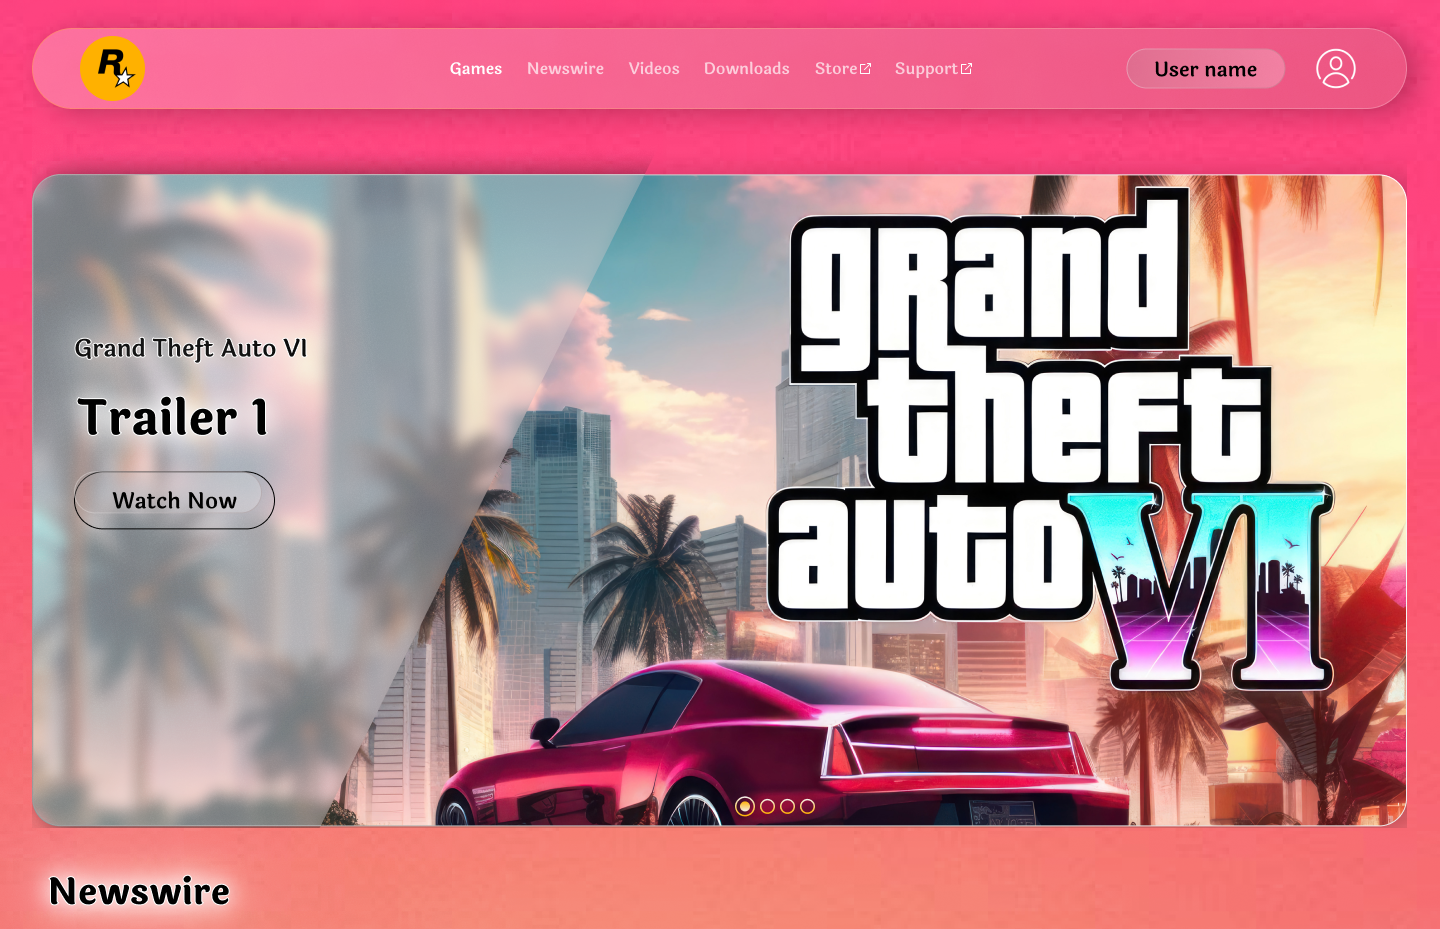 R
Games Newswire Videos Downloads Store Support
User name
grand
theft
auto
VI
Grand Theft Auto VI
Trailer 1
Watch Now
Newswire